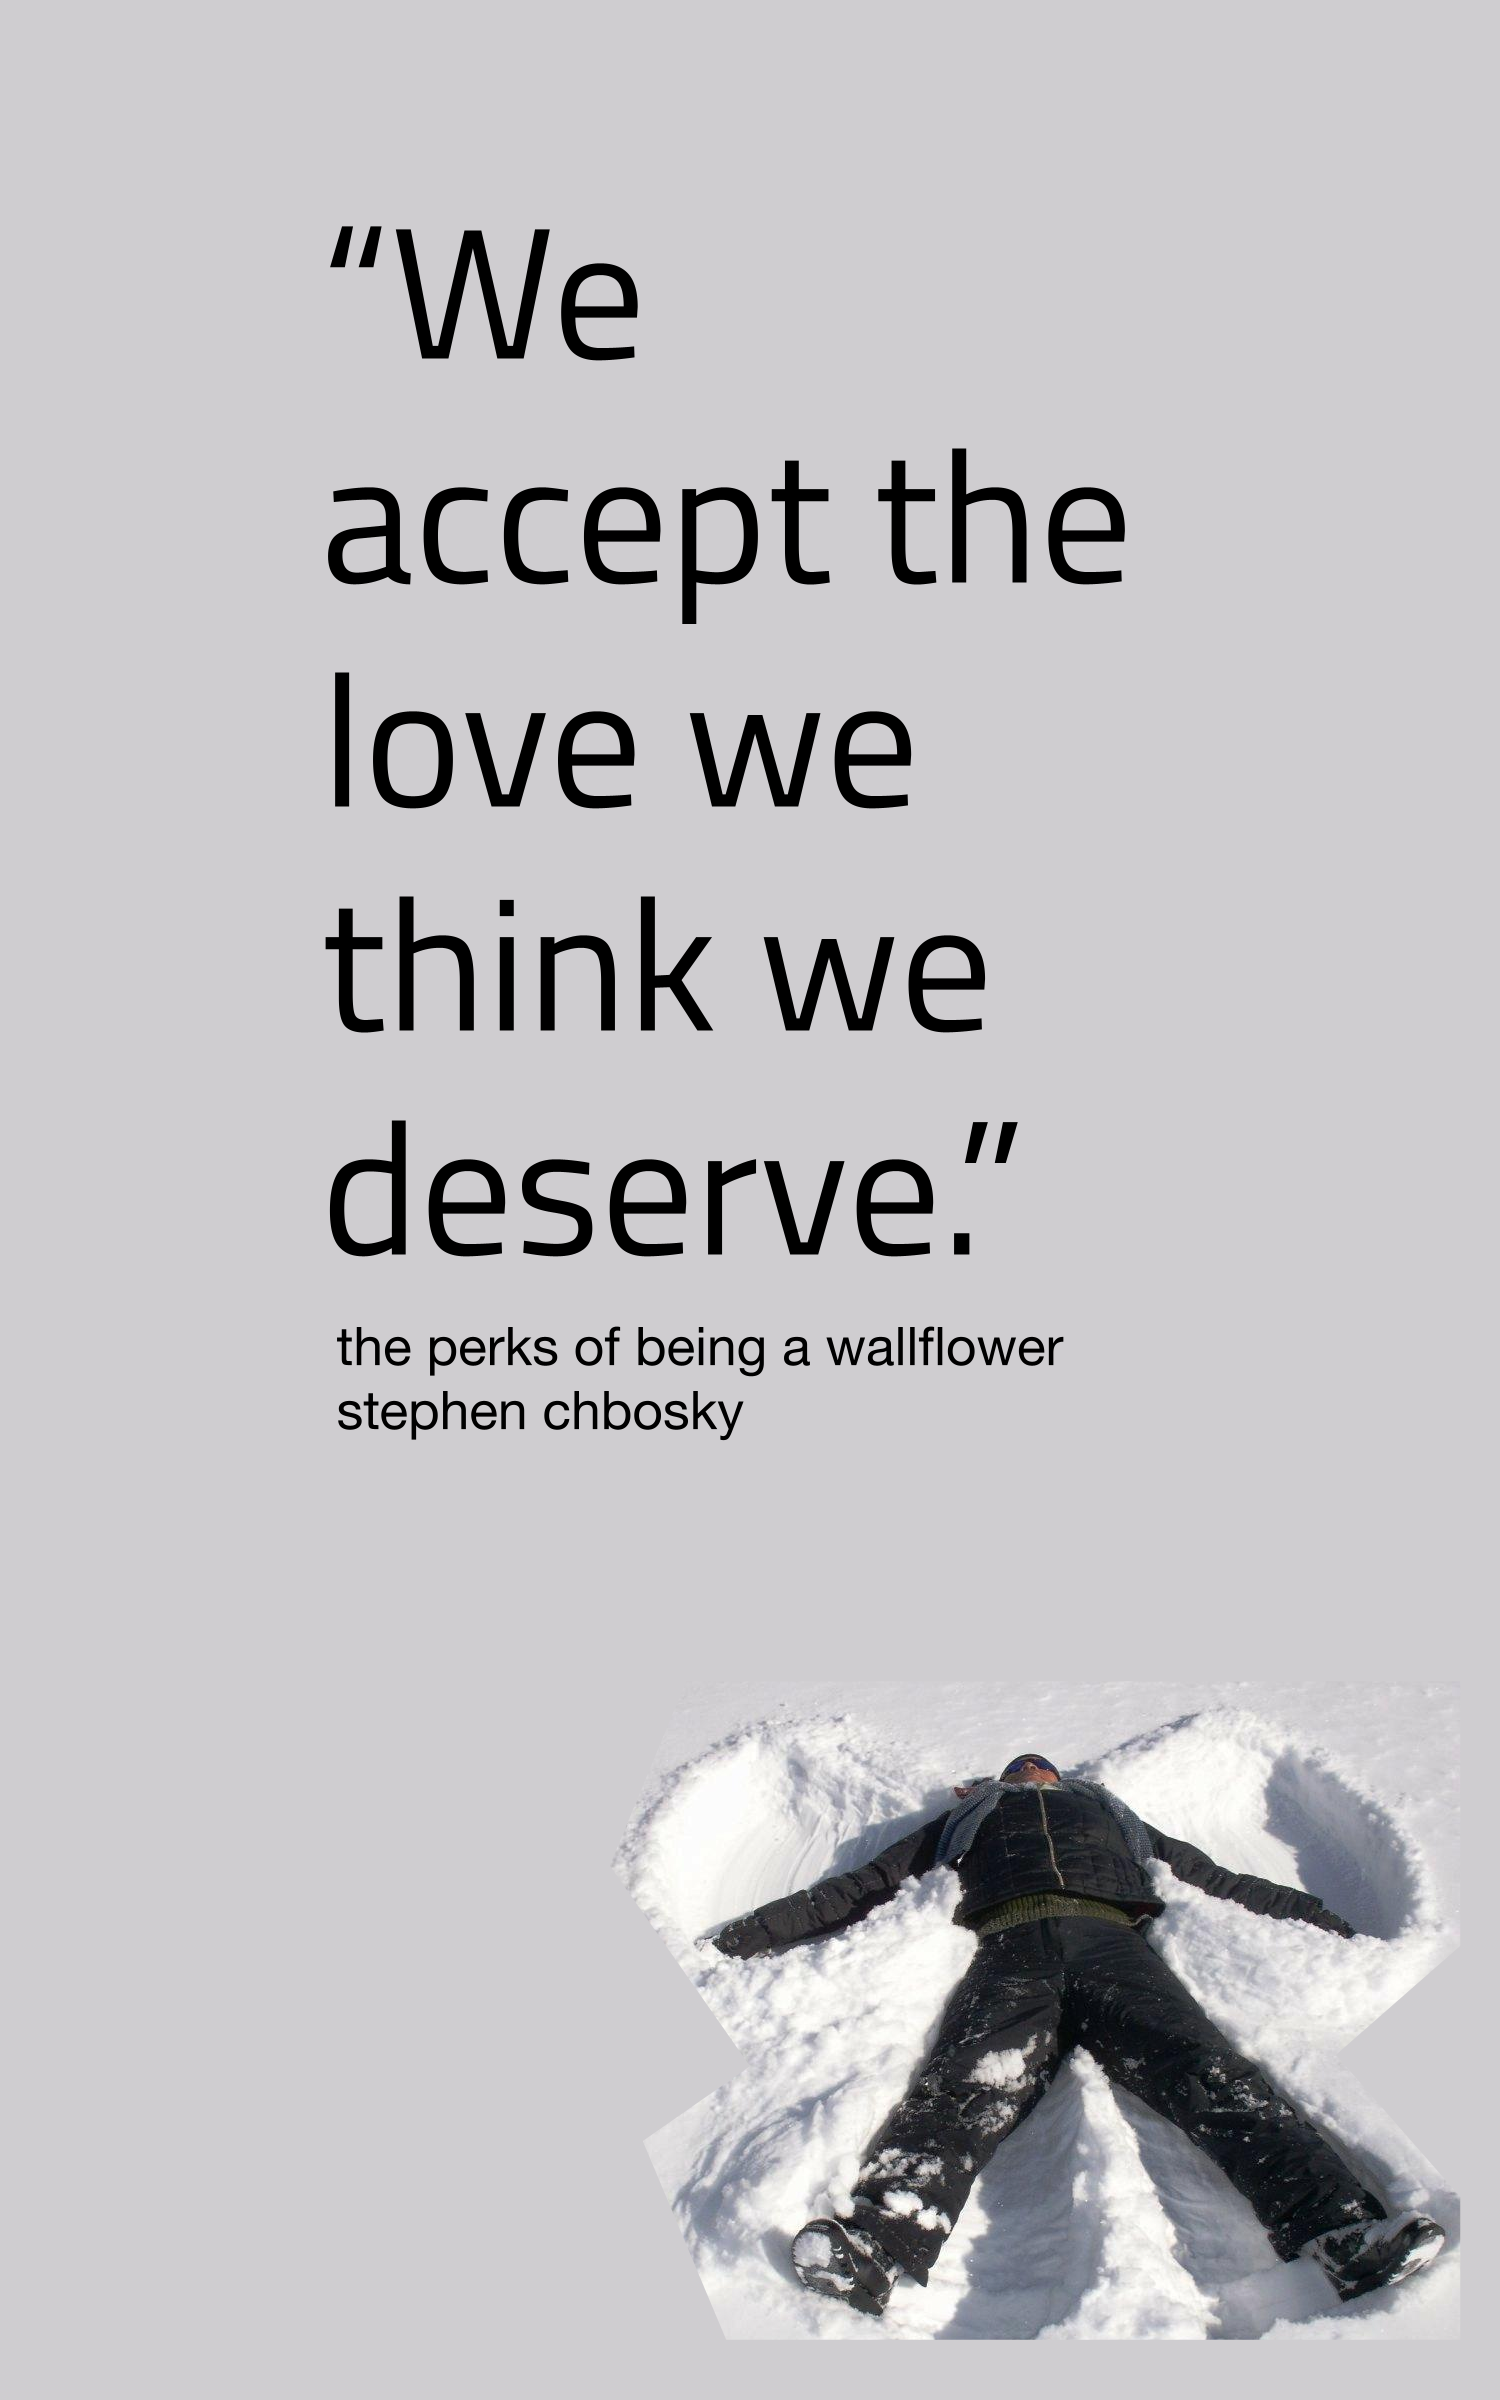 “We
accept the
love we
think we
deserve.”
the perks of being a wallflower
stephen chbosky